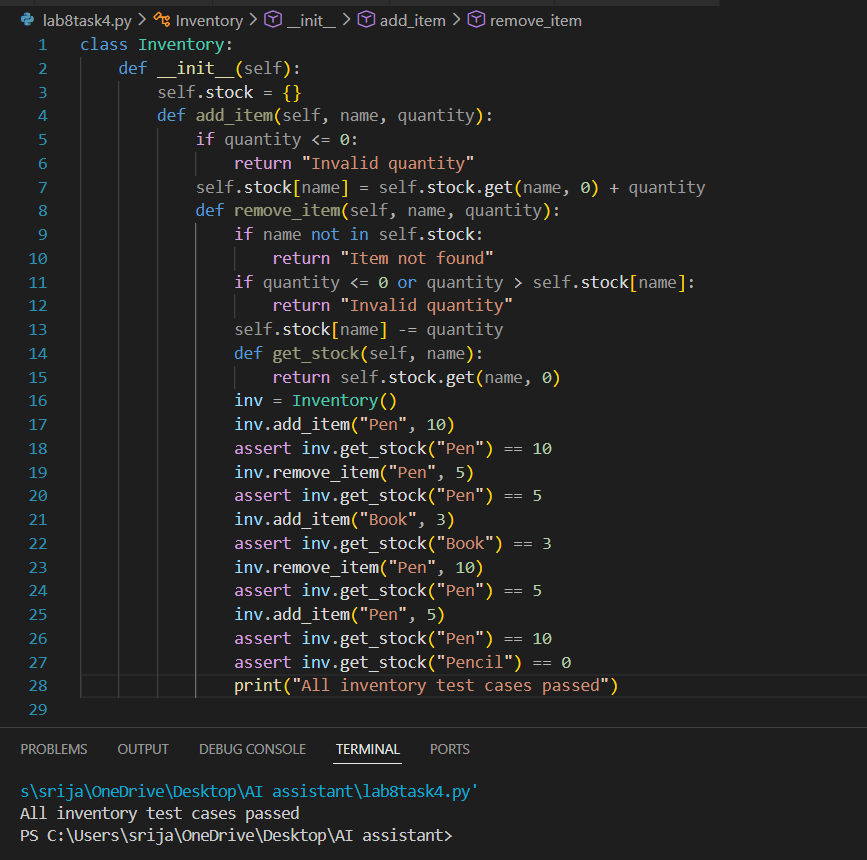 lab8task4.py > Inventory > __init__ > add_item > remove_item
1 class Inventory:
2     def __init__(self):
3         self.stock = {}
4         def add_item(self, name, quantity):
5             if quantity <= 0:
6                 return "Invalid quantity"
7             self.stock[name] = self.stock.get(name, 0) + quantity
8             def remove_item(self, name, quantity):
9                 if name not in self.stock:
10                     return "Item not found"
11                 if quantity <= 0 or quantity > self.stock[name]:
12                     return "Invalid quantity"
13                 self.stock[name] -= quantity
14                 def get_stock(self, name):
15                     return self.stock.get(name, 0)
16                 inv = Inventory()
17                 inv.add_item("Pen", 10)
18                 assert inv.get_stock("Pen") == 10
19                 inv.remove_item("Pen", 5)
20                 assert inv.get_stock("Pen") == 5
21                 inv.add_item("Book", 3)
22                 assert inv.get_stock("Book") == 3
23                 inv.remove_item("Pen", 10)
24                 assert inv.get_stock("Pen") == 5
25                 inv.add_item("Pen", 5)
26                 assert inv.get_stock("Pen") == 10
27                 assert inv.get_stock("Pencil") == 0
28                 print("All inventory test cases passed")
29
PROBLEMS OUTPUT DEBUG CONSOLE TERMINAL PORTS
s\srija\OneDrive\Desktop\AI assistant\lab8task4.py'
All inventory test cases passed
PS C:\Users\srija\OneDrive\Desktop\AI assistant>